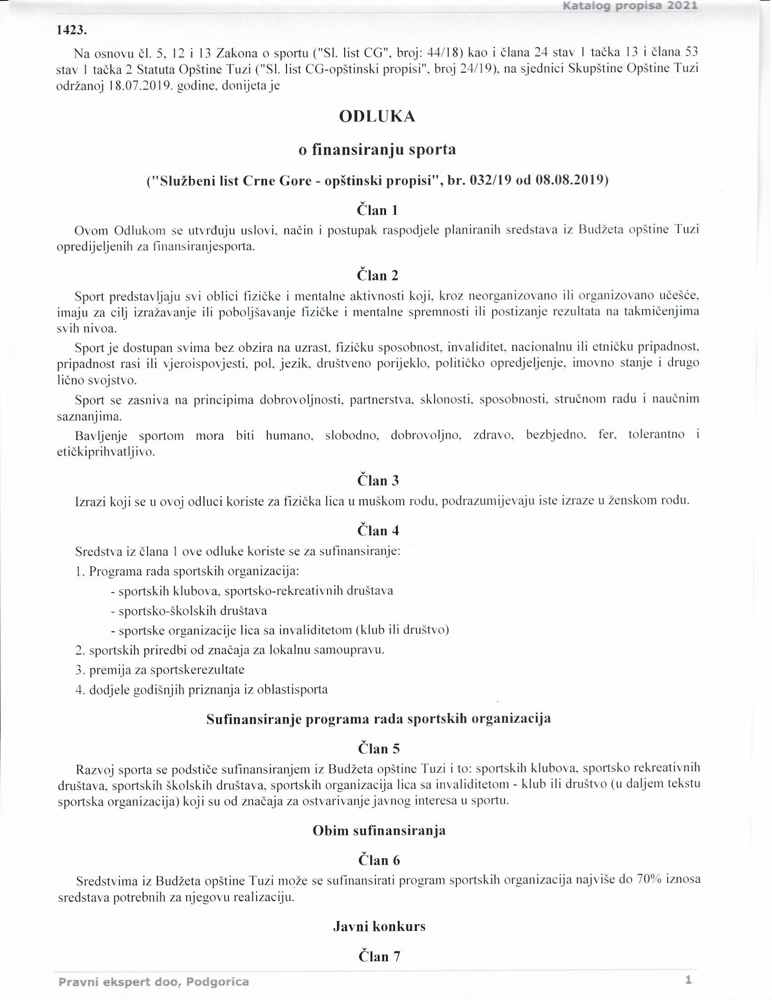 Katalog propisa 2021
1423.
Na osnovu čl. 5, 12 i 13 Zakona o sportu ("Sl. list CG", broj: 44/18) kao i člana 24 stav 1 tačka 13 i člana 53
stav 1 tačka 2 Statuta Opštine Tuzi ("Sl. list CG-opštinski propisi", broj 24/19), na sjednici Skupštine Opštine Tuzi
održanoj 18.07.2019. godine, donijeta je
ODLUKA
o finansiranju sporta
("Službeni list Crne Gore - opštinski propisi", br. 032/19 od 08.08.2019)
Član 1
Ovom Odlukom se utvrđuju uslovi, način i postupak raspodjele planiranih sredstava iz Budžeta opštine Tuzi
opredijeljenih za finansiranjesporta.
Član 2
Sport predstavljaju svi oblici fizičke i mentalne aktivnosti koji, kroz neorganizovano ili organizovano učešće,
imaju za cilj izražavanje ili poboljšavanje fizičke i mentalne spremnosti ili postizanje rezultata na takmičenjima
svih nivoa.
Sport je dostupan svima bez obzira na uzrast, fizičku sposobnost, invaliditet, nacionalnu ili etničku pripadnost,
pripadnost rasi ili vjeroispovjesti, pol, jezik, društveno porijeklo, političko opredjeljenje, imovno stanje i drugo
lično svojstvo.
Sport se zasniva na principima dobrovoljnosti, partnerstva, sklonosti, sposobnosti, stručnom radu i naučnim
saznanjima.
Bavljenje sportom mora biti humano, slobodno, dobrovoljno, zdravo, bezbjedno, fer, tolerantno i
etičkiprihvatljivo.
Član 3
Izrazi koji se u ovoj odluci koriste za fizička lica u muškom rodu, podrazumijevaju iste izraze u ženskom rodu.
Član 4
Sredstva iz člana 1 ove odluke koriste se za sufinansiranje:
1. Programa rada sportskih organizacija:
- sportskih klubova, sportsko-rekreativnih društava
- sportsko-školskih društava
- sportske organizacije lica sa invaliditetom (klub ili društvo)
2. sportskih priredbi od značaja za lokalnu samoupravu.
3. premija za sportskerezultate
4. dodjele godišnjih priznanja iz oblastisporta
Sufinansiranje programa rada sportskih organizacija
Član 5
Razvoj sporta se podstiče sufinansiranjem iz Budžeta opštine Tuzi i to: sportskih klubova, sportsko rekreativnih
društava, sportskih školskih društava, sportskih organizacija lica sa invaliditetom - klub ili društvo (u daljem tekstu
sportska organizacija) koji su od značaja za ostvarivanje javnog interesa u sportu.
Obim sufinansiranja
Član 6
Sredstvima iz Budžeta opštine Tuzi može se sufinansirati program sportskih organizacija najviše do 70% iznosa
sredstava potrebnih za njegovu realizaciju.
Javni konkurs
Član 7
Pravni ekspert doo, Podgorica
1